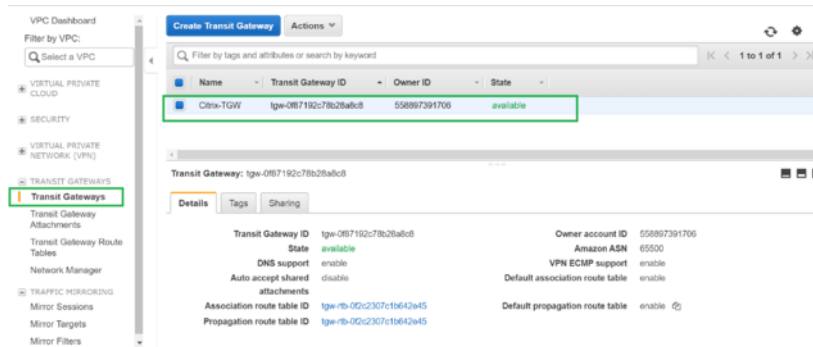 VPC Dashboard
Filter by VPC:
Select a VPC
VIRTUAL PRIVATE
CLOUD
SECURITY
VIRTUAL PRIVATE
NETWORK (VPN)
TRANSIT GATEWAYS
Transit Gateways
Transit Gateway
Attachments
Transit Gateway Route
Tables
Network Manager
TRAFFIC MIRRORING
Mirror Sessions
Mirror Targets
Mirror Filters
Create Transit Gateway Actions
Filter by tags and attributes or search by keyword
1 to 1 of 1
Name Transit Gateway ID Owner ID State
Citrix-TGW tgw-0f87192c78b28a8c8 558897391706 available
Transit Gateway: tgw-0f87192c78b28a8c8
Details Tags Sharing
Transit Gateway ID tgw-0f87192c78b28a8c8 Owner account ID 558897391706
State available Amazon ASN 65500
DNS support enable VPN ECMP support enable
Auto accept shared disable Default association route table enable
attachments
Association route table ID tgw-rtb-0f2c2307c1b642e45 Default propagation route table enable
Propagation route table ID tgw-rtb-0f2c2307c1b642e45